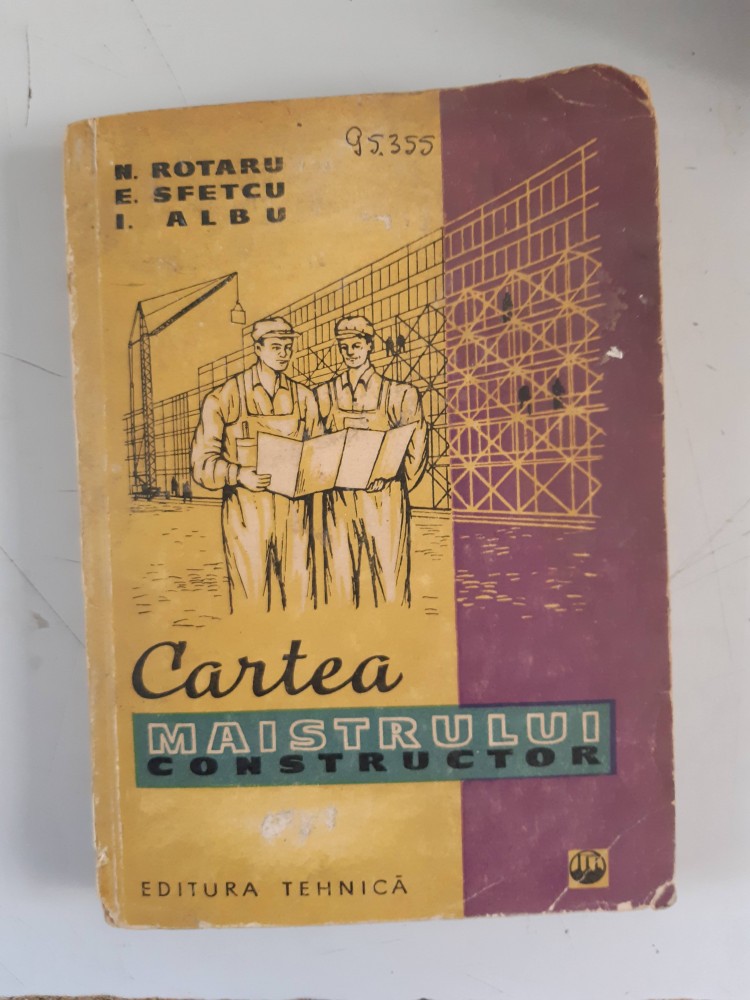 95.355
N. ROTARU
E. SFETCU
I. ALBU
Cartea
MAISTRULUI
CONSTRUCTOR
EDITURA TEHNICĂ